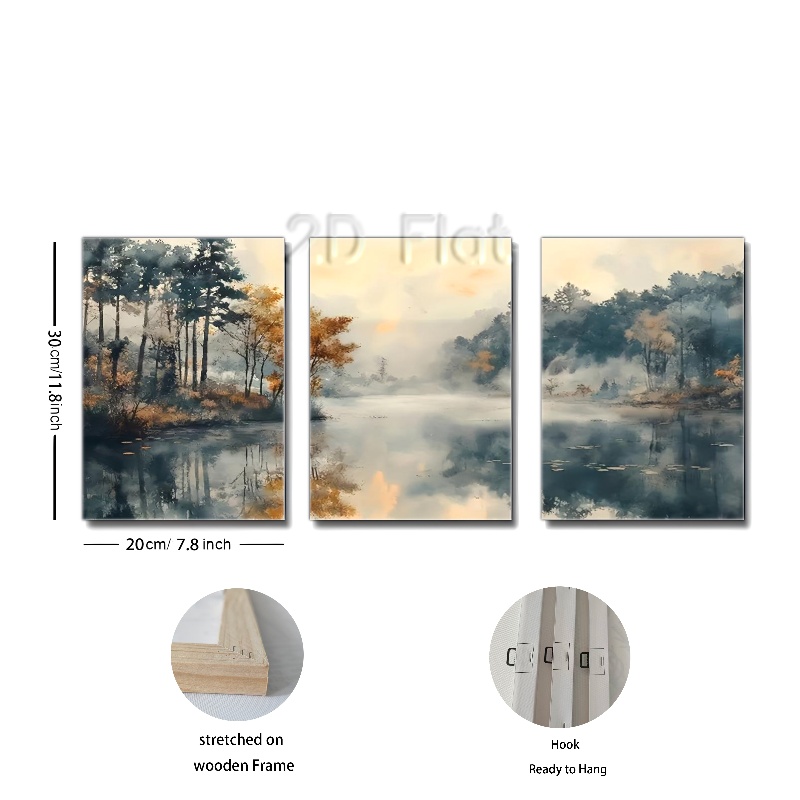 2D Flat
30cm/11.8inch
20cm/ 7.8 inch
stretched on
wooden Frame
Hook
Ready to Hang